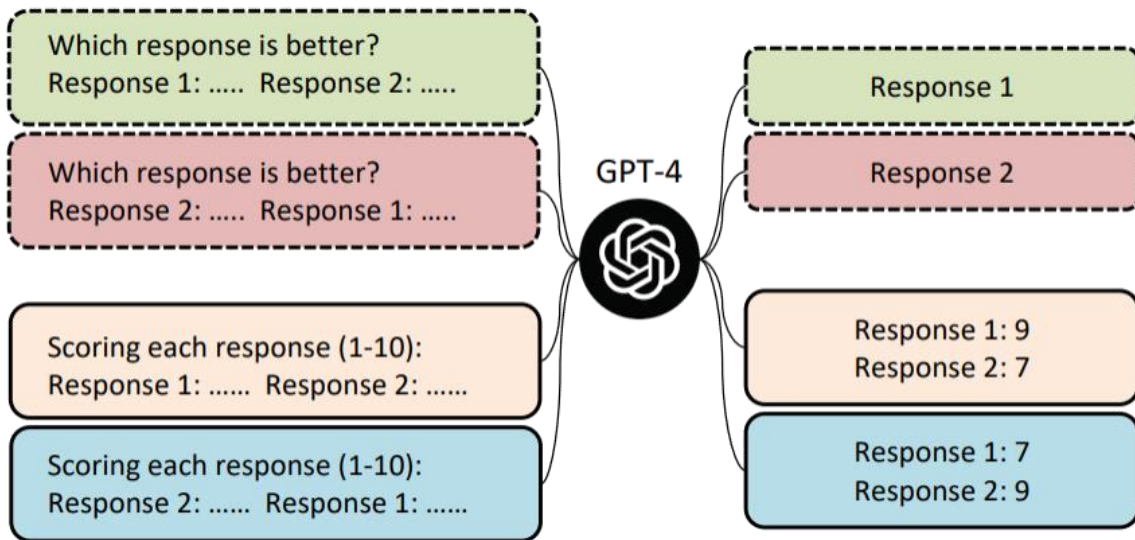 Which response is better?
Response 1: ..... Response 2: .....
Which response is better?
Response 2: ..... Response 1: .....
Scoring each response (1-10):
Response 1: ...... Response 2: ......
Scoring each response (1-10):
Response 2: ...... Response 1: ......
GPT-4
Response 1
Response 2
Response 1: 9
Response 2: 7
Response 1: 7
Response 2: 9